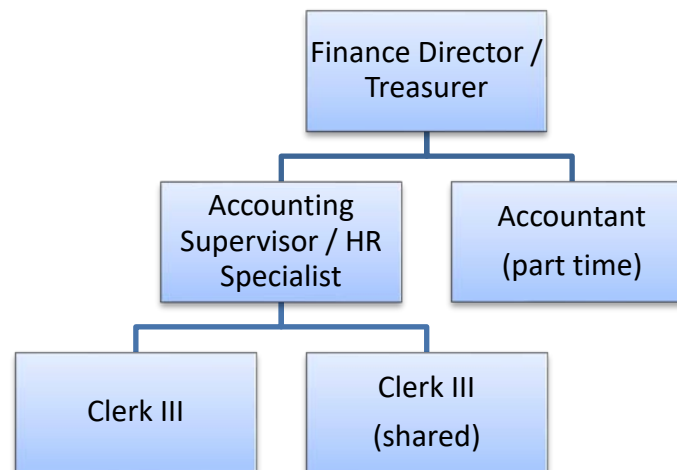 Finance Director /
Treasurer
Accounting
Supervisor / HR
Specialist
Accountant
(part time)
Clerk III
Clerk III
(shared)